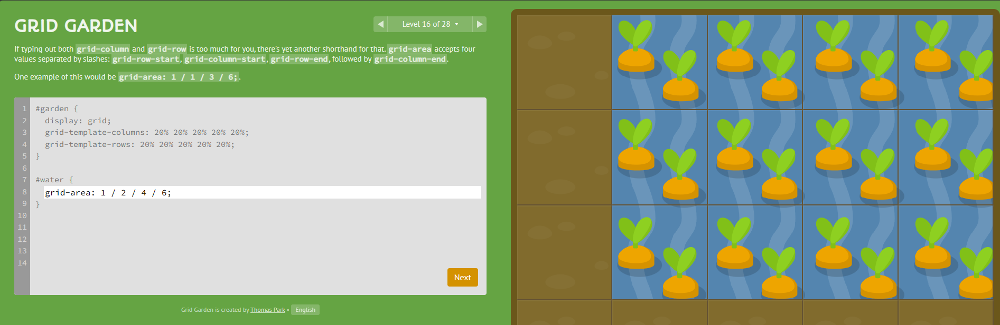 GRID GARDEN
◀ Level 16 of 28 ▾ ▶
If typing out both grid-column and grid-row is too much for you, there's yet another shorthand for that. grid-area accepts four
values separated by slashes: grid-row-start, grid-column-start, grid-row-end, followed by grid-column-end.
One example of this would be grid-area: 1 / 1 / 3 / 6;.
1 #garden {
2 display: grid;
3 grid-template-columns: 20% 20% 20% 20% 20%;
4 grid-template-rows: 20% 20% 20% 20% 20%;
5 }
6
7 #water {
8 grid-area: 1 / 2 / 4 / 6;
9 }
10
11
12
13
14
Next
Grid Garden is created by Thomas Park • English